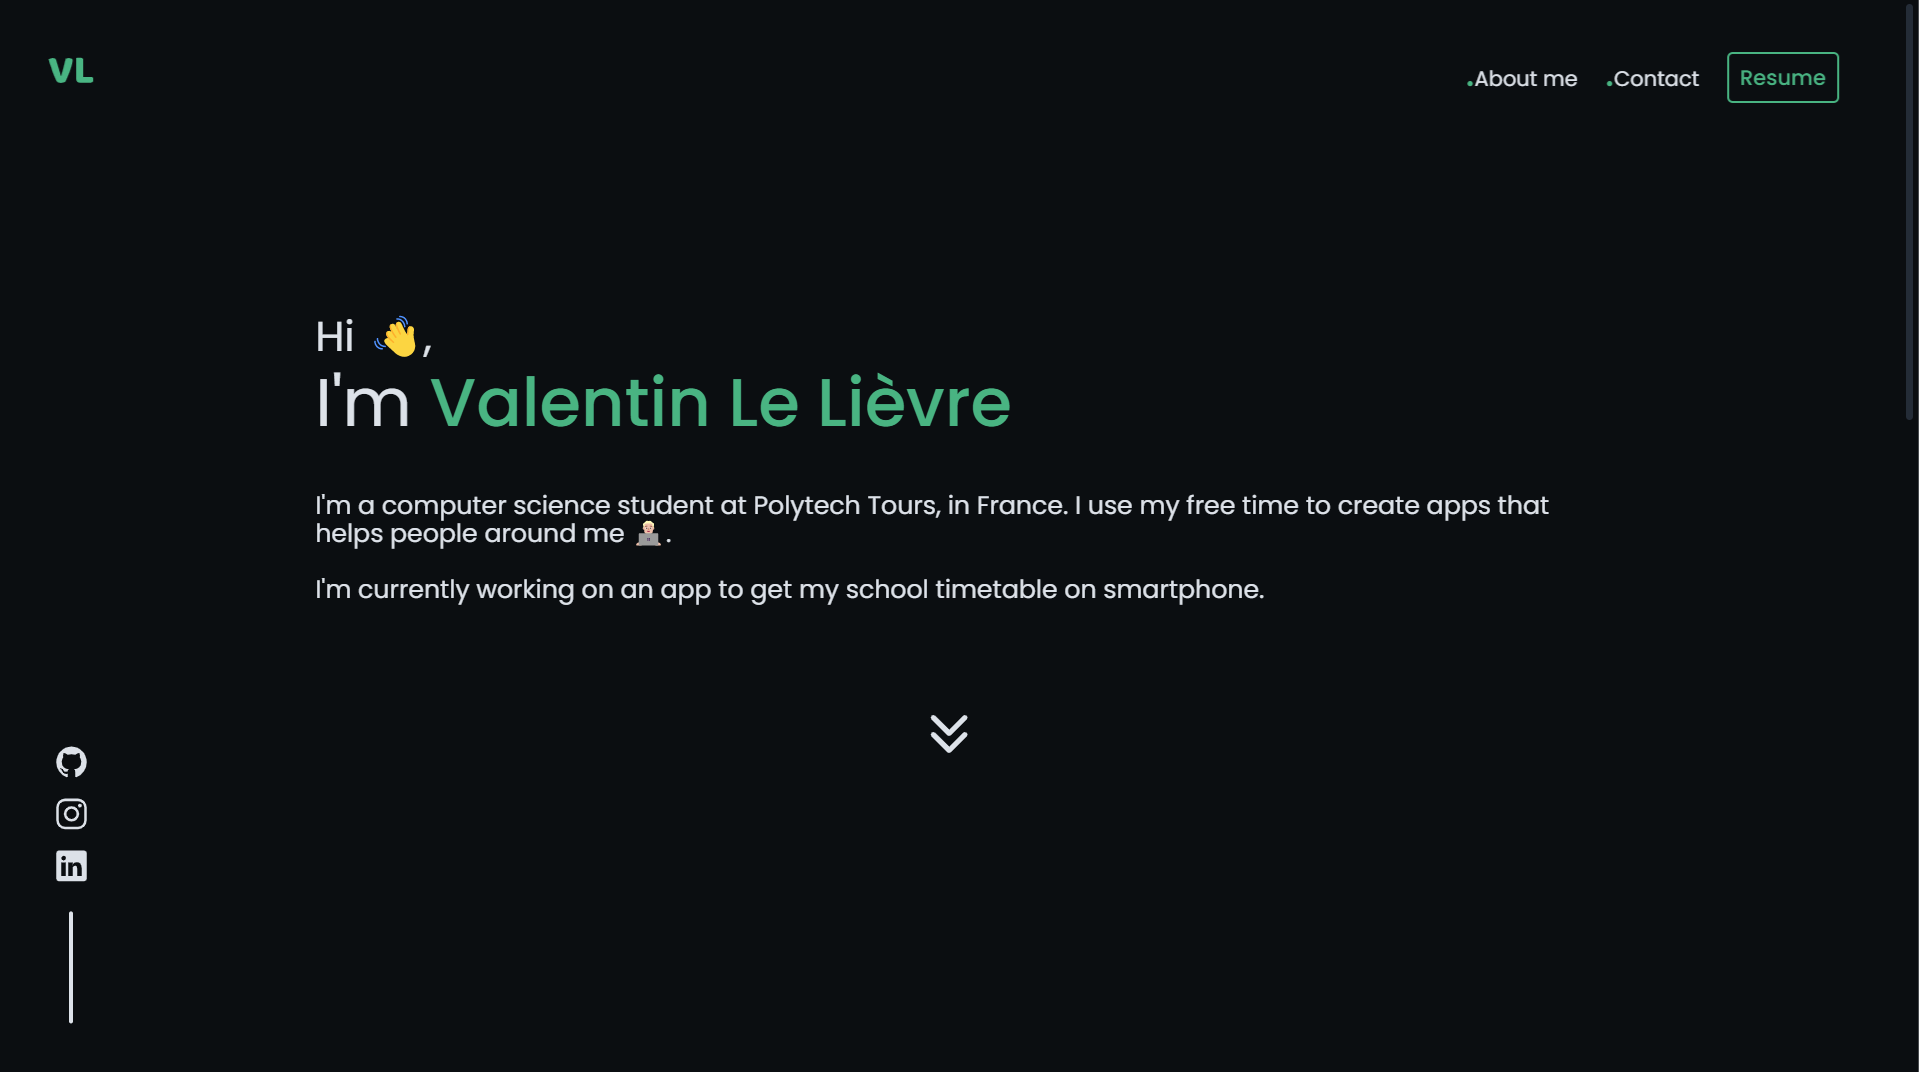 VL
.About me .Contact Resume
Hi 👋,
I'm Valentin Le Lièvre
I'm a computer science student at Polytech Tours, in France. I use my free time to create apps that
helps people around me 🧑🏼‍💻.
I'm currently working on an app to get my school timetable on smartphone.
in